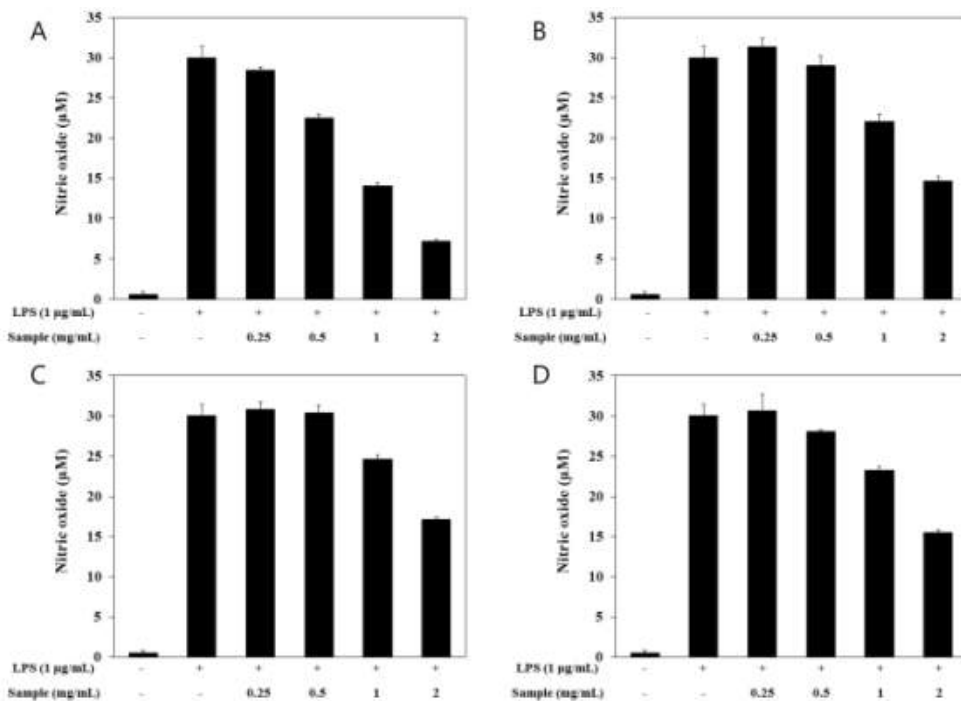 A
Nitric oxide (µM)
35
30
25
20
15
10
5
0
LPS (1 µg/mL) - + + + + +
Sample (mg/mL) - - 0.25 0.5 1 2
B
Nitric oxide (µM)
35
30
25
20
15
10
5
0
LPS (1 µg/mL) - + + + + +
Sample (mg/mL) - - 0.25 0.5 1 2
C
Nitric oxide (µM)
35
30
25
20
15
10
5
0
LPS (1 µg/mL) - + + + + +
Sample (mg/mL) - - 0.25 0.5 1 2
D
Nitric oxide (µM)
35
30
25
20
15
10
5
0
LPS (1 µg/mL) - + + + + +
Sample (mg/mL) - - 0.25 0.5 1 2